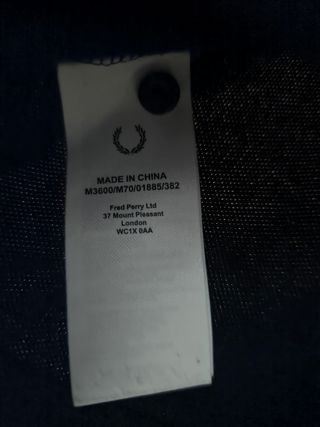 MADE IN CHINA
M3600/M70/01885/382
Fred Perry Ltd
37 Mount Pleasant
London
WC1X 0AA